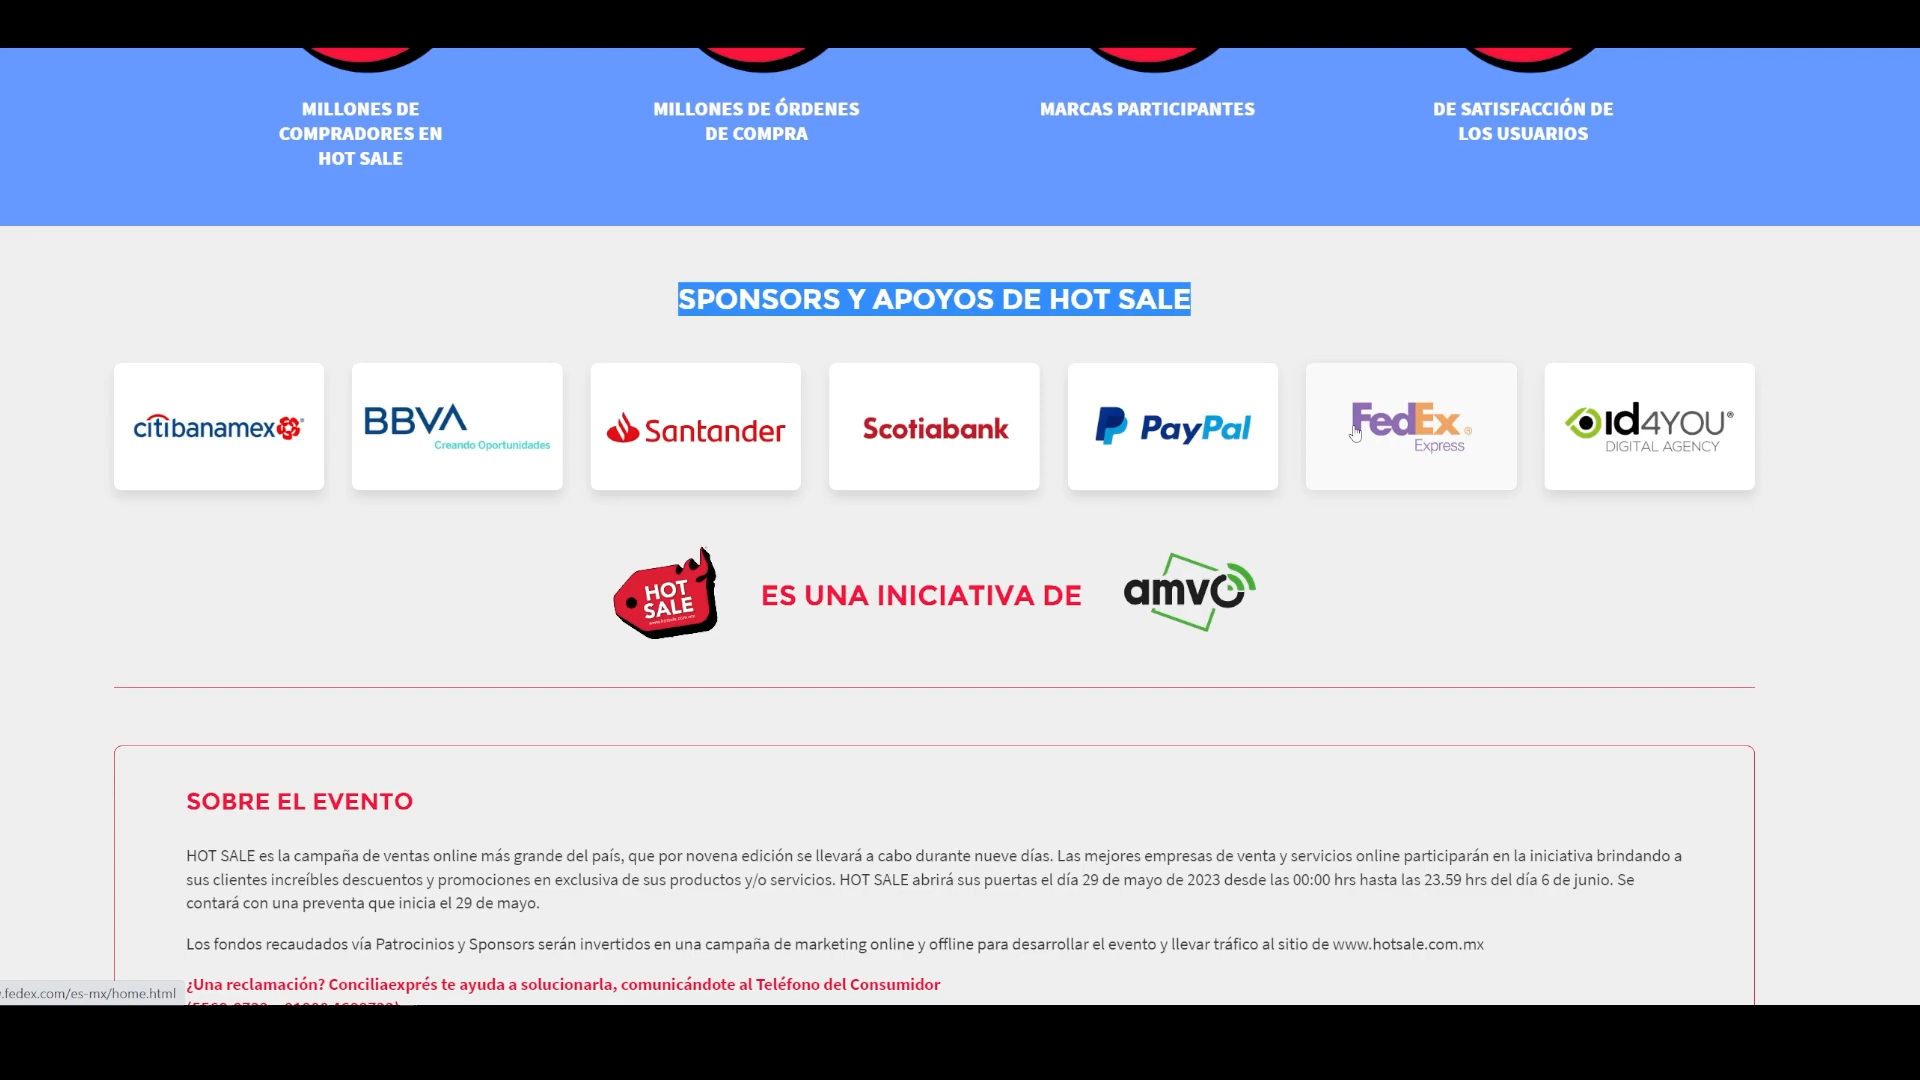 MILLONES DE
COMPRADORES EN
HOT SALE
MILLONES DE ÓRDENES
DE COMPRA
MARCAS PARTICIPANTES
DE SATISFACCIÓN DE
LOS USUARIOS
SPONSORS Y APOYOS DE HOT SALE
citibanamex
BBVA
Creando Oportunidades
Santander
Scotiabank
PayPal
FedEx®
Express
id4YOU®
DIGITAL AGENCY
HOT
SALE
ES UNA INICIATIVA DE
amvo
SOBRE EL EVENTO
HOT SALE es la campaña de ventas online más grande del país, que por novena edición se llevará a cabo durante nueve días. Las mejores empresas de venta y servicios online participarán en la iniciativa brindando a
sus clientes increíbles descuentos y promociones en exclusiva de sus productos y/o servicios. HOT SALE abrirá sus puertas el día 29 de mayo de 2023 desde las 00:00 hrs hasta las 23.59 hrs del día 6 de junio. Se
contará con una preventa que inicia el 29 de mayo.
Los fondos recaudados vía Patrocinios y Sponsors serán invertidos en una campaña de marketing online y offline para desarrollar el evento y llevar tráfico al sitio de www.hotsale.com.mx
¿Una reclamación? Conciliaexprés te ayuda a solucionarla, comunicándote al Teléfono del Consumidor
.fedex.com/es-mx/home.html